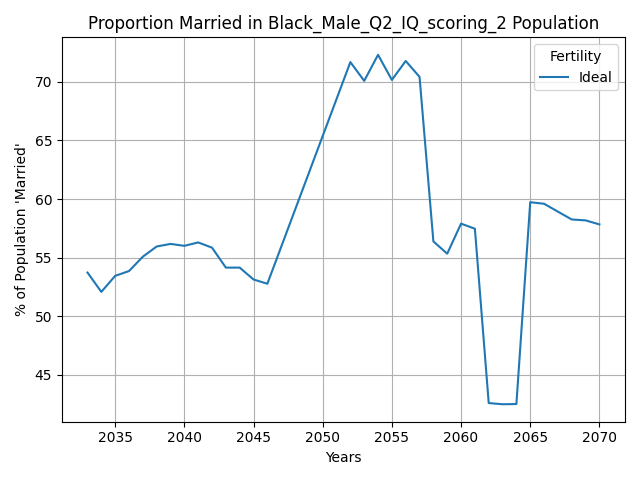 Proportion Married in Black_Male_Q2_IQ_scoring_2 Population
Fertility
Ideal
% of Population 'Married'
70
65
60
55
50
45
2035 2040 2045 2050 2055 2060 2065 2070
Years